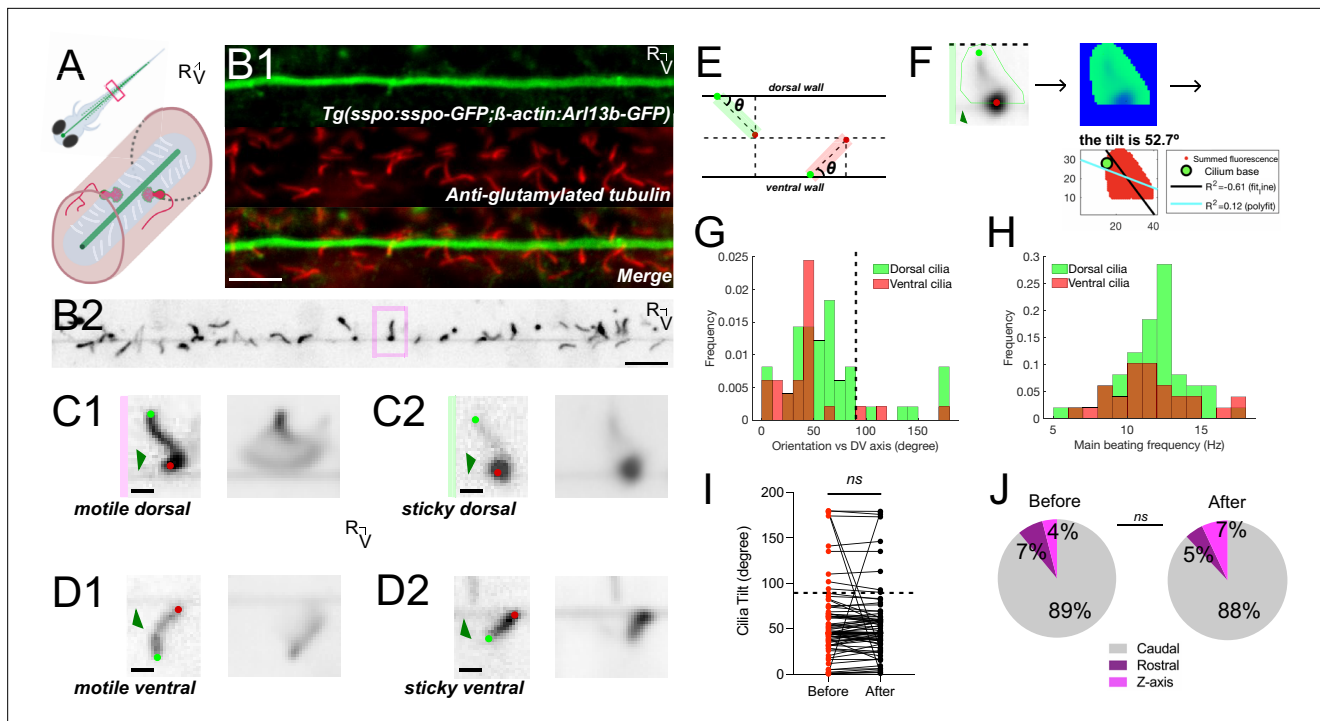 A
R
V
B1
R
V
Tg(sspo:sspo-GFP;ß-actin:Arl13b-GFP)
Anti-glutamylated tubulin
Merge
B2
R
V
C1
motile dorsal
C2
sticky dorsal
R
V
D1
motile ventral
D2
sticky ventral
E
dorsal wall
θ
θ
ventral wall
F
the tilt is 52.7º
30
20
10
20
40
Summed fluorescence
Cilium base
R²=-0.61 (fit_line)
R²=0.12 (polyfit)
G
0.025
0.02
0.015
0.01
0.005
0
Frequency
Dorsal cilia
Ventral cilia
0
50
100
150
Orientation vs DV axis (degree)
H
0.3
0.25
0.2
0.15
0.1
0.05
0
Frequency
Dorsal cilia
Ventral cilia
5
10
15
Main beating frequency (Hz)
I
ns
200
150
100
50
0
Cilia Tilt (degree)
Before
After
J
Before
ns
After
4%
7%
89%
7%
5%
88%
Caudal
Rostral
Z-axis